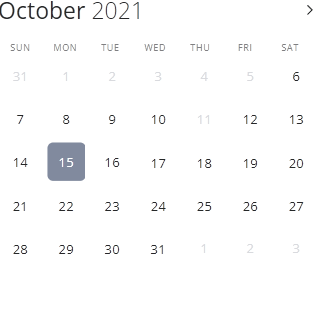 October 2021
SUN MON TUE WED THU FRI SAT
31 1 2 3 4 5 6
7 8 9 10 11 12 13
14 15 16 17 18 19 20
21 22 23 24 25 26 27
28 29 30 31 1 2 3